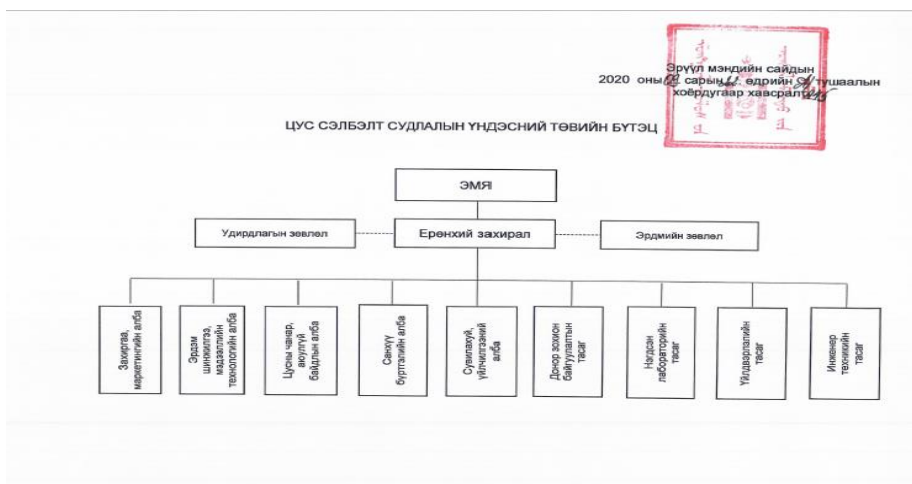 Эрүүл мэндийн сайдын
2020 оны сарын өдрийн тушаалын
хоёрдугаар хавсралт
ЦУС СЭЛБЭЛТ СУДЛАЛЫН ҮНДЭСНИЙ ТӨВИЙН БҮТЭЦ
ЭМЯ
Удирдлагын зөвлөл
Ерөнхий захирал
Эрдмийн зөвлөл
Захиргаа,
маркетингийн алба
Эрдэм
шинжилгээ,
мэдээллийн
технологийн алба
Цусны чанар,
аюулгүй
байдлын алба
Санхүү
бүртгэлийн алба
Сувилахуй,
үйлчилгээний
алба
Донор зохион
байгуулалтын
тасаг
Нэгдсэн
лабораторийн
тасаг
Үйлдвэрлэлийн
тасаг
Инженер
техникийн
тасаг